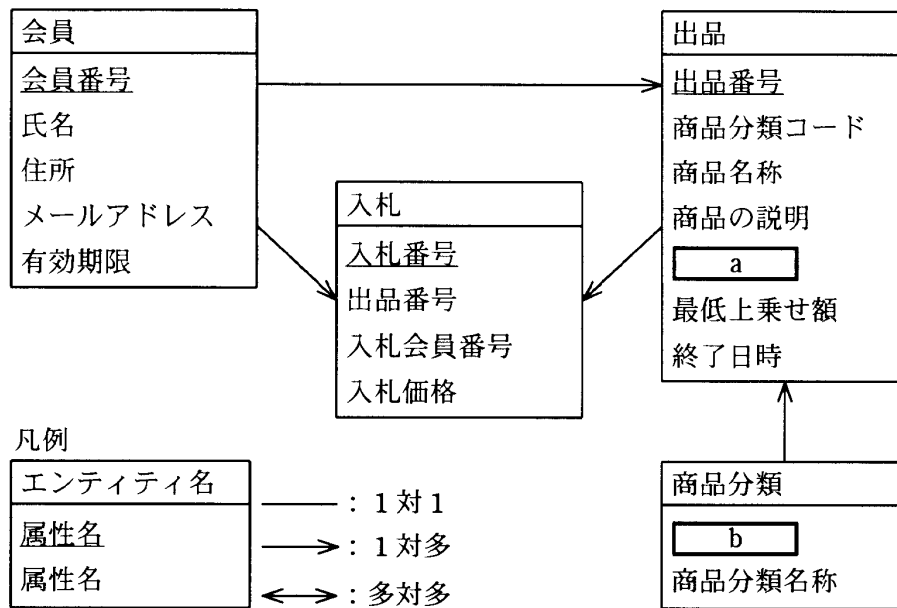 会員
会員番号
氏名
住所
メールアドレス
有効期限
入札
入札番号
出品番号
入札会員番号
入札価格
出品
出品番号
商品分類コード
商品名称
商品の説明
a
最低上乗せ額
終了日時
商品分類
b
商品分類名称
凡例
エンティティ名
属性名
属性名
：1対1
：1対多
：多対多